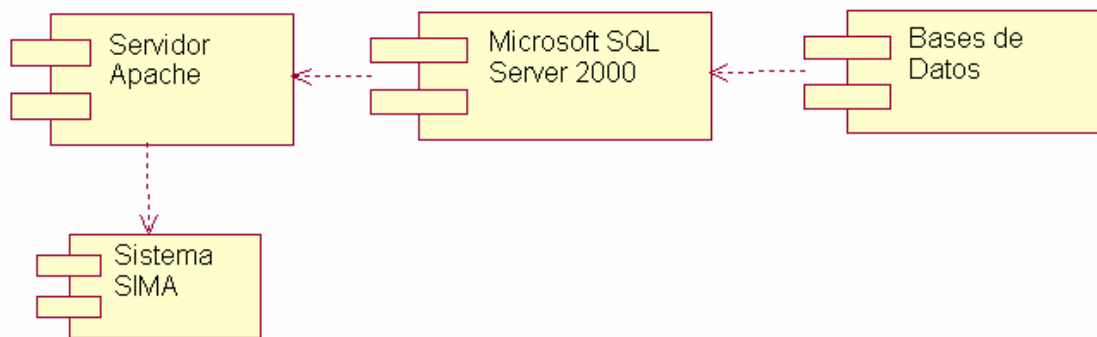 Servidor
Apache
Microsoft SQL
Server 2000
Bases de
Datos
Sistema
SIMA